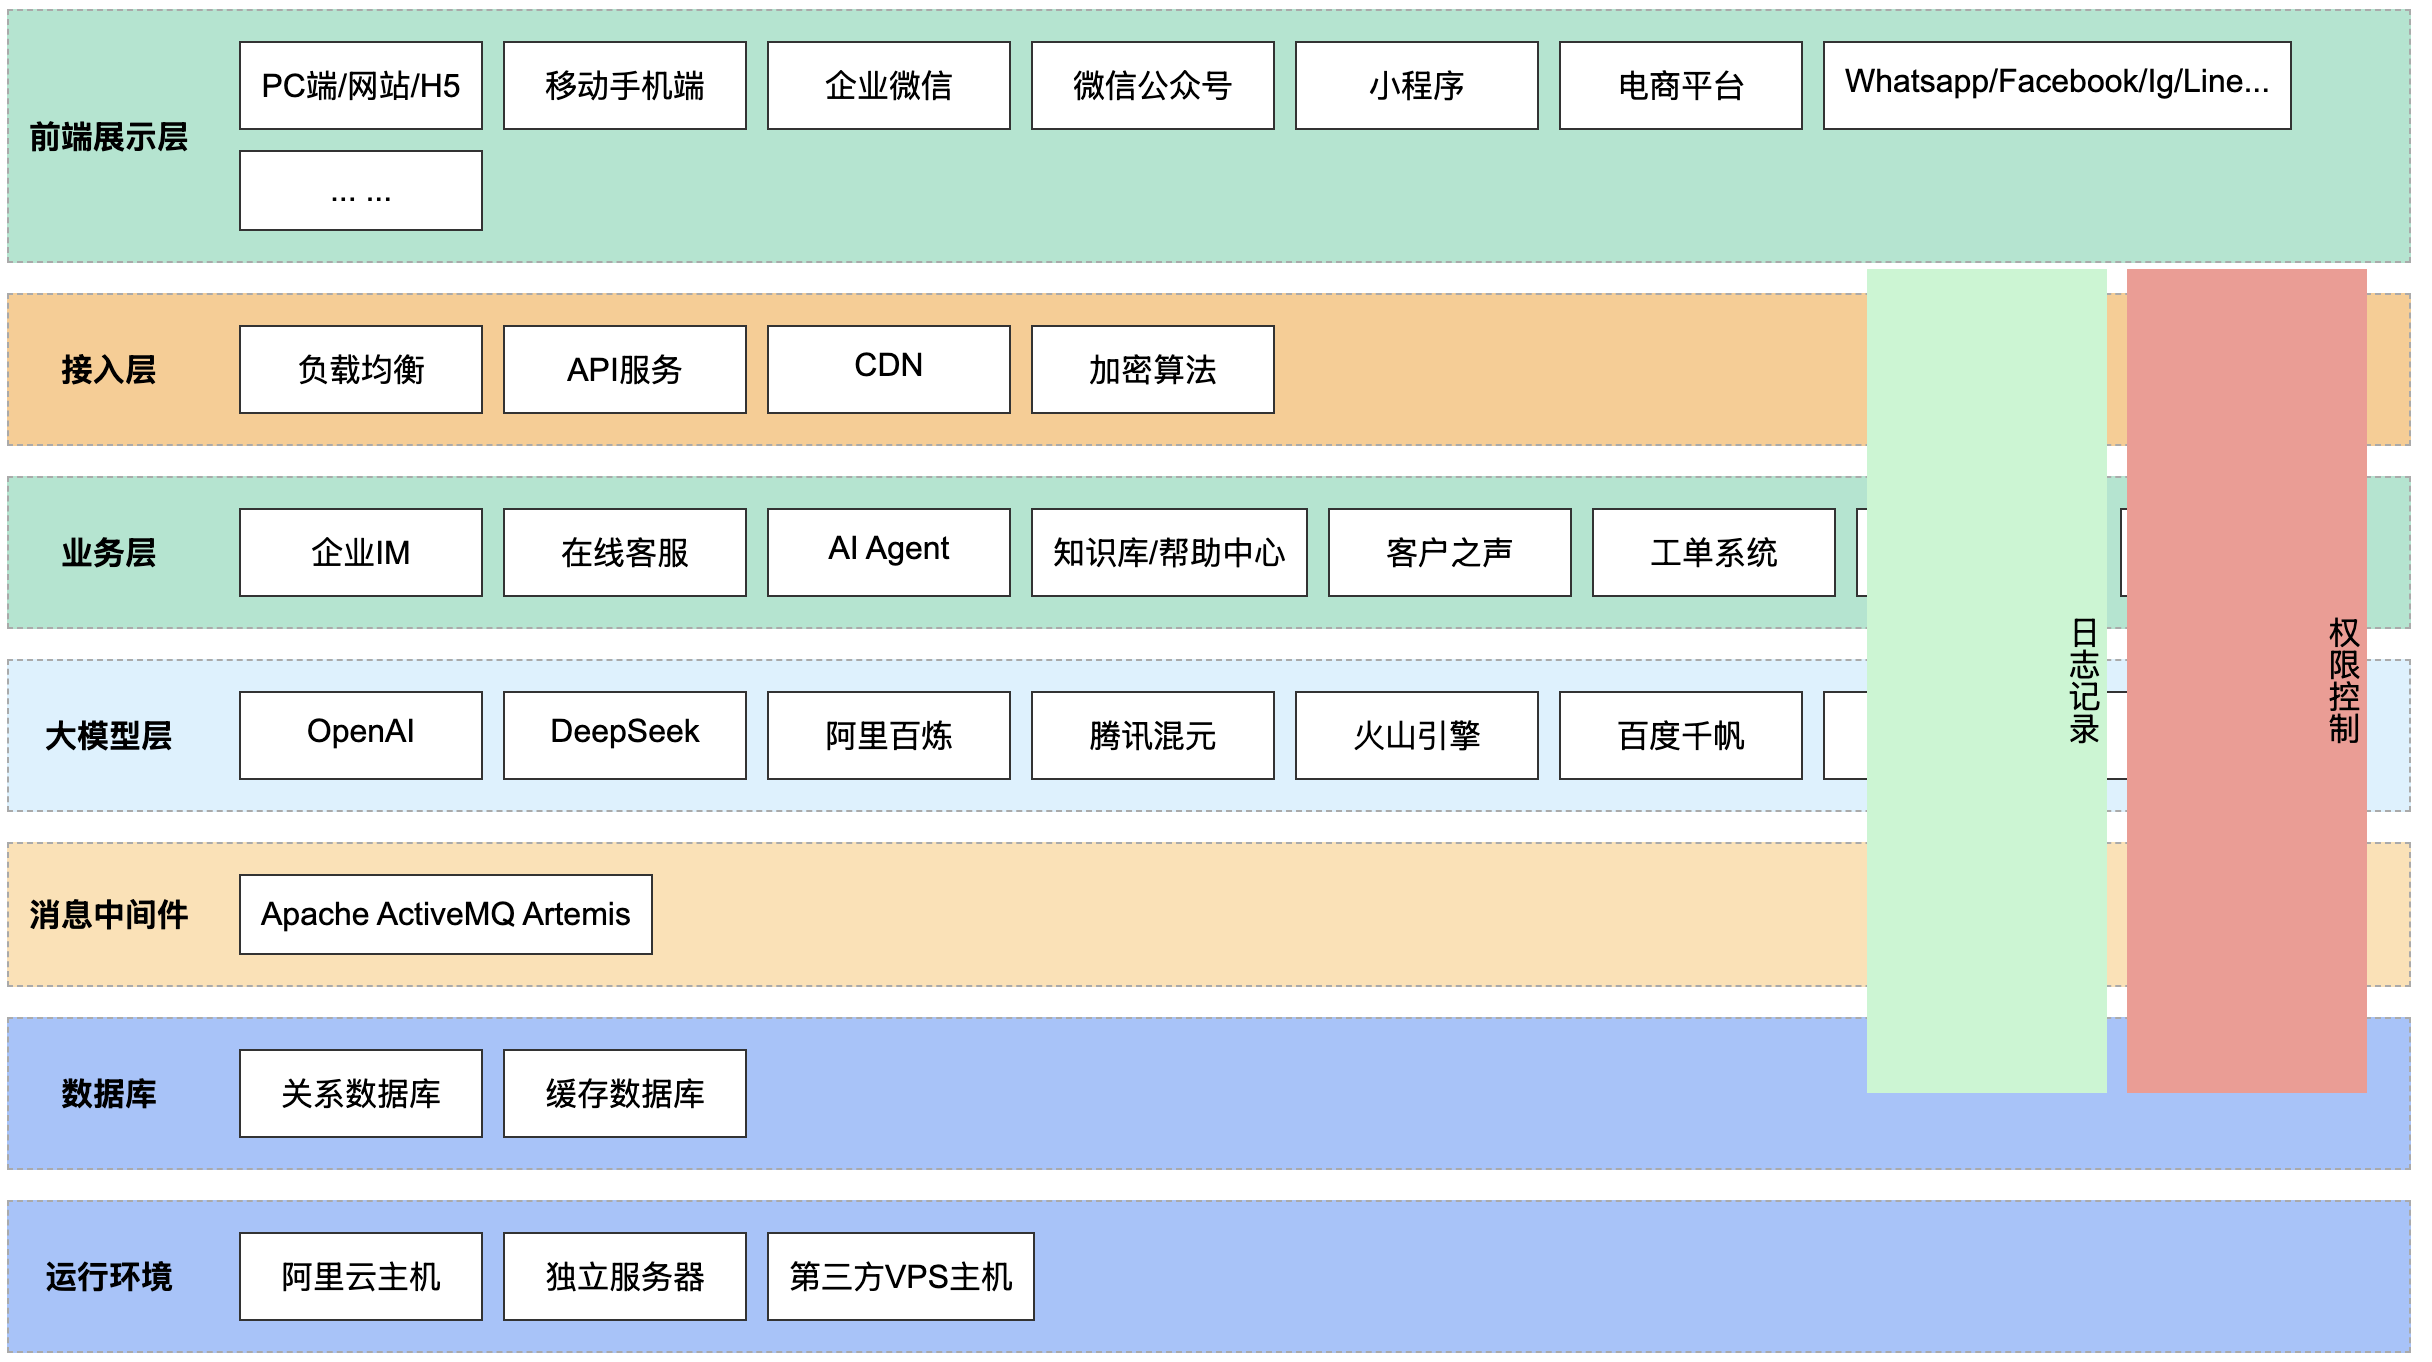 前端展示层
PC端/网站/H5
移动手机端
企业微信
微信公众号
小程序
电商平台
Whatsapp/Facebook/Ig/Line...
... ...
接入层
负载均衡
API服务
CDN
加密算法
业务层
企业IM
在线客服
AI Agent
知识库/帮助中心
客户之声
工单系统
大模型层
OpenAI
DeepSeek
阿里百炼
腾讯混元
火山引擎
百度千帆
日志记录
权限控制
消息中间件
Apache ActiveMQ Artemis
数据库
关系数据库
缓存数据库
运行环境
阿里云主机
独立服务器
第三方VPS主机